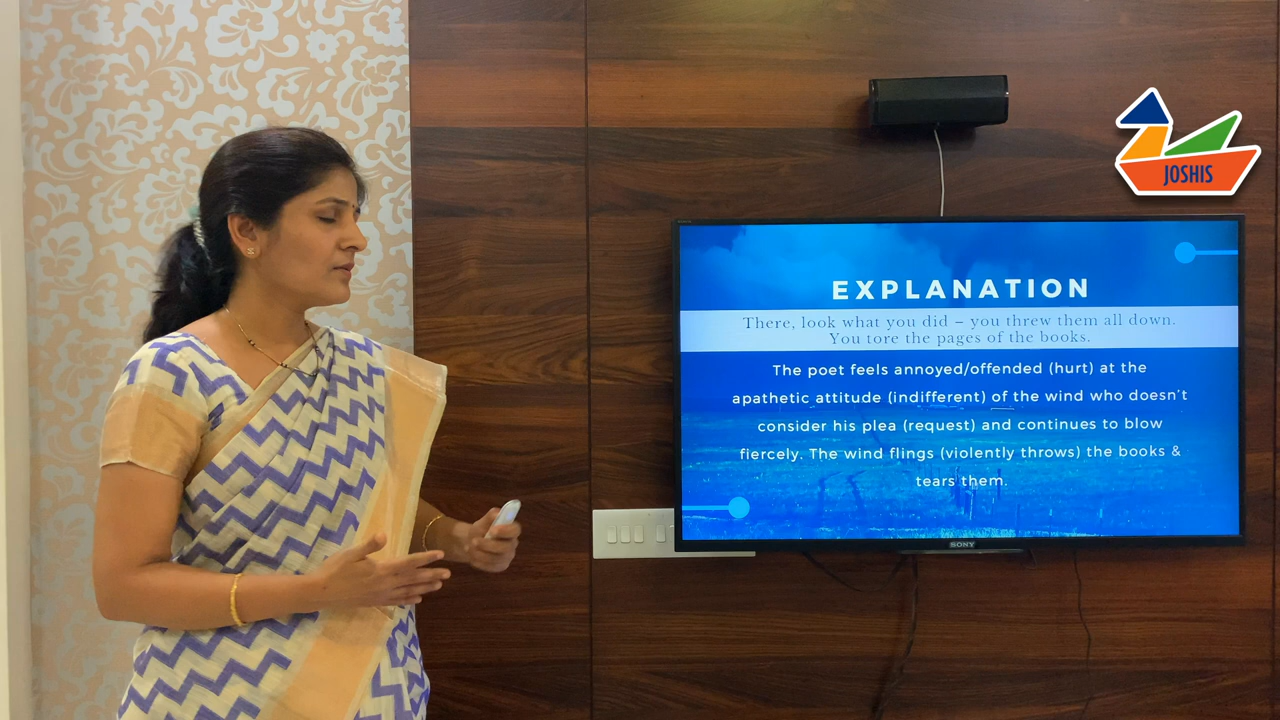 JOSHIS
EXPLANATION
There, look what you did – you threw them all down.
You tore the pages of the books.
The poet feels annoyed/offended (hurt) at the
apathetic attitude (indifferent) of the wind who doesn't
consider his plea (request) and continues to blow
fiercely. The wind flings (violently throws) the books &
tears them.
SONY